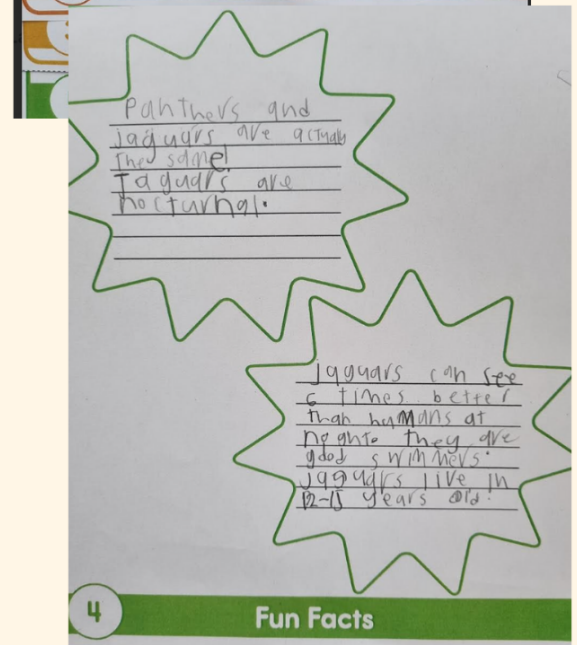 Panthers and
jaguars are actually
the same!
Jaguars are
nocturnal.
jaguars can see
6 times better
than huMans at
noghto they are
good swimmers.
jaguars live in
12-15 years old.
4
Fun Facts